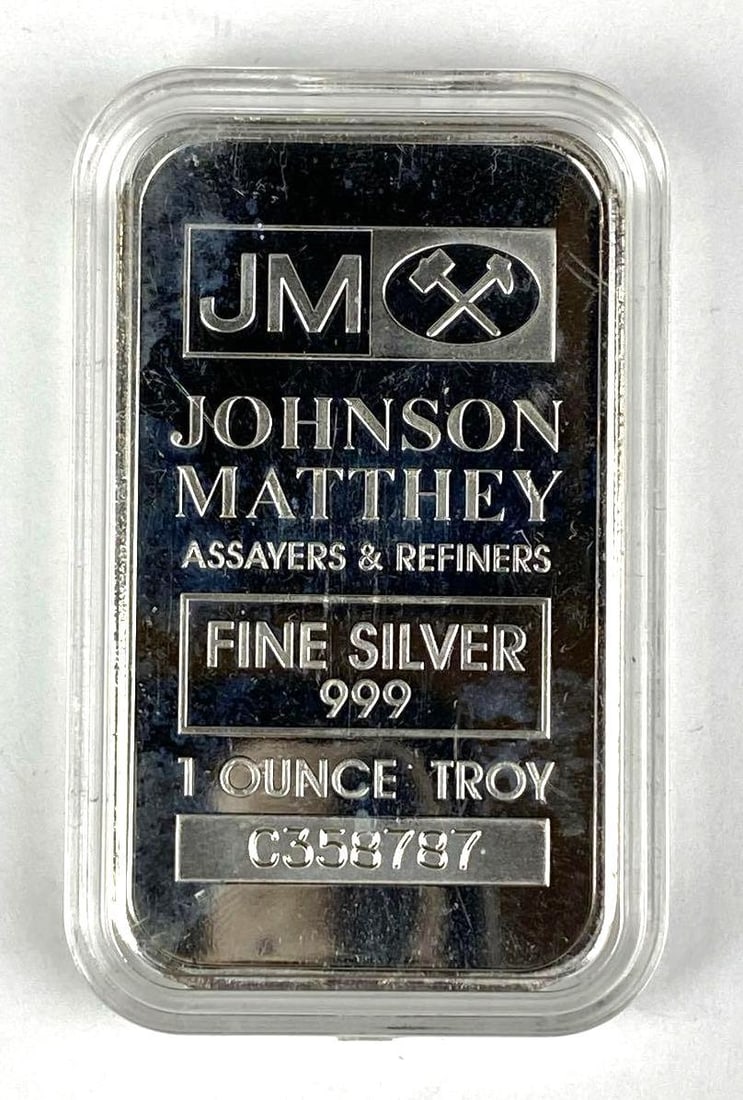 JM
JOHNSON
MATTHEY
ASSAYERS & REFINERS
FINE SILVER
999
1 OUNCE TROY
C358787